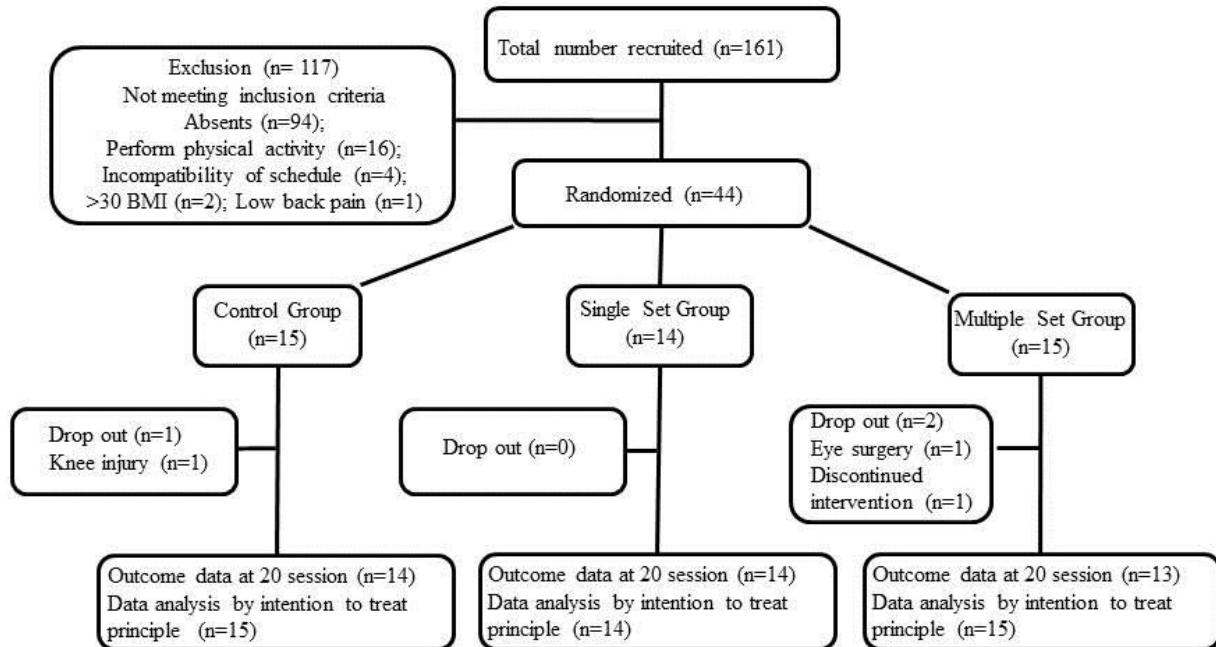 Total number recruited (n=161)
Exclusion (n= 117)
Not meeting inclusion criteria
Absents (n=94);
Perform physical activity (n=16);
Incompatibility of schedule (n=4);
>30 BMI (n=2); Low back pain (n=1)
Randomized (n=44)
Control Group
(n=15)
Single Set Group
(n=14)
Multiple Set Group
(n=15)
Drop out (n=1)
Knee injury (n=1)
Drop out (n=0)
Drop out (n=2)
Eye surgery (n=1)
Discontinued
intervention (n=1)
Outcome data at 20 session (n=14)
Data analysis by intention to treat
principle (n=15)
Outcome data at 20 session (n=14)
Data analysis by intention to treat
principle (n=14)
Outcome data at 20 session (n=13)
Data analysis by intention to treat
principle (n=15)